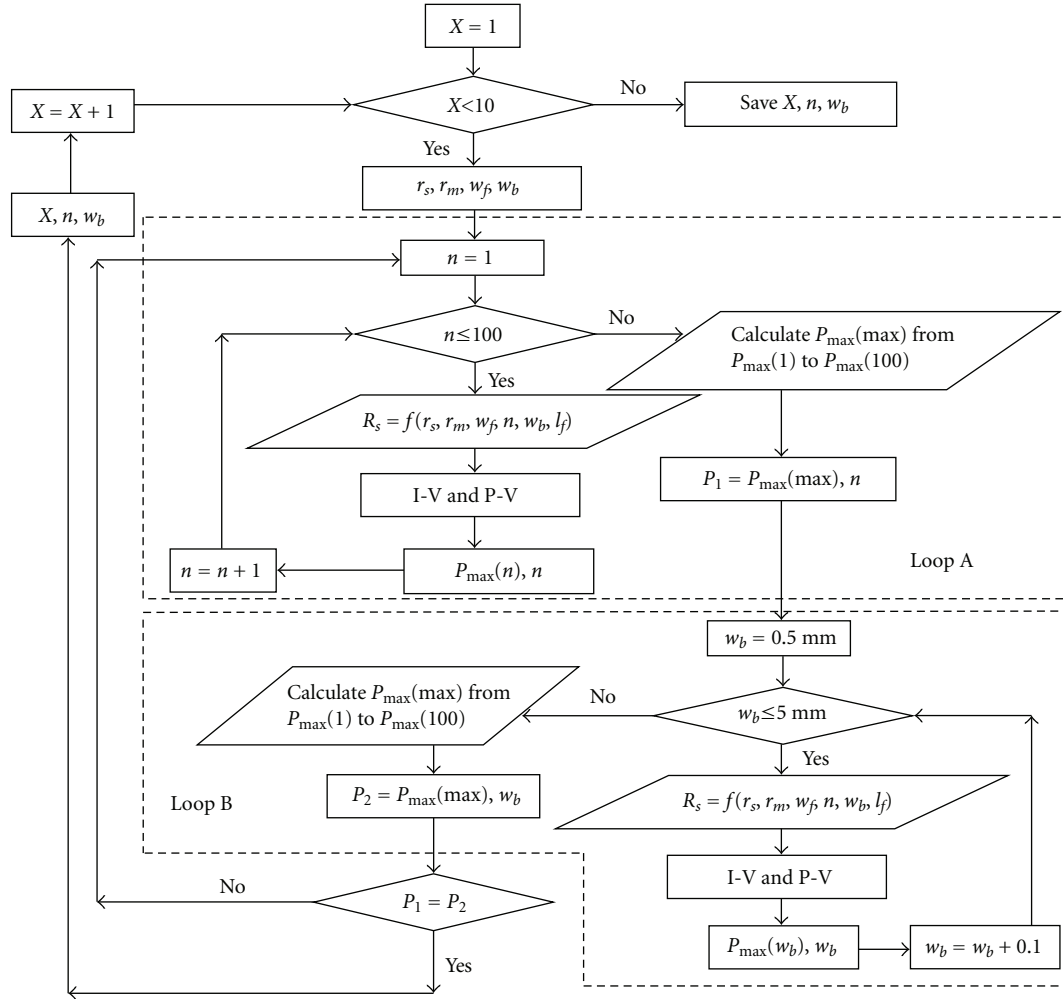 X = 1
X<10
No
Save X, n, w_b
X = X + 1
Yes
r_s, r_m, w_f, w_b
X, n, w_b
n = 1
n≤100
No
Calculate P_max(max) from
P_max(1) to P_max(100)
Yes
R_s = f(r_s, r_m, w_f, n, w_b, l_f)
P_1 = P_max(max), n
I-V and P-V
n = n + 1
P_max(n), n
Loop A
w_b = 0.5 mm
Calculate P_max(max) from
P_max(1) to P_max(100)
No
w_b≤5 mm
Yes
Loop B
P_2 = P_max(max), w_b
R_s = f(r_s, r_m, w_f, n, w_b, l_f)
I-V and P-V
No
P_1 = P_2
P_max(w_b), w_b
w_b = w_b + 0.1
Yes